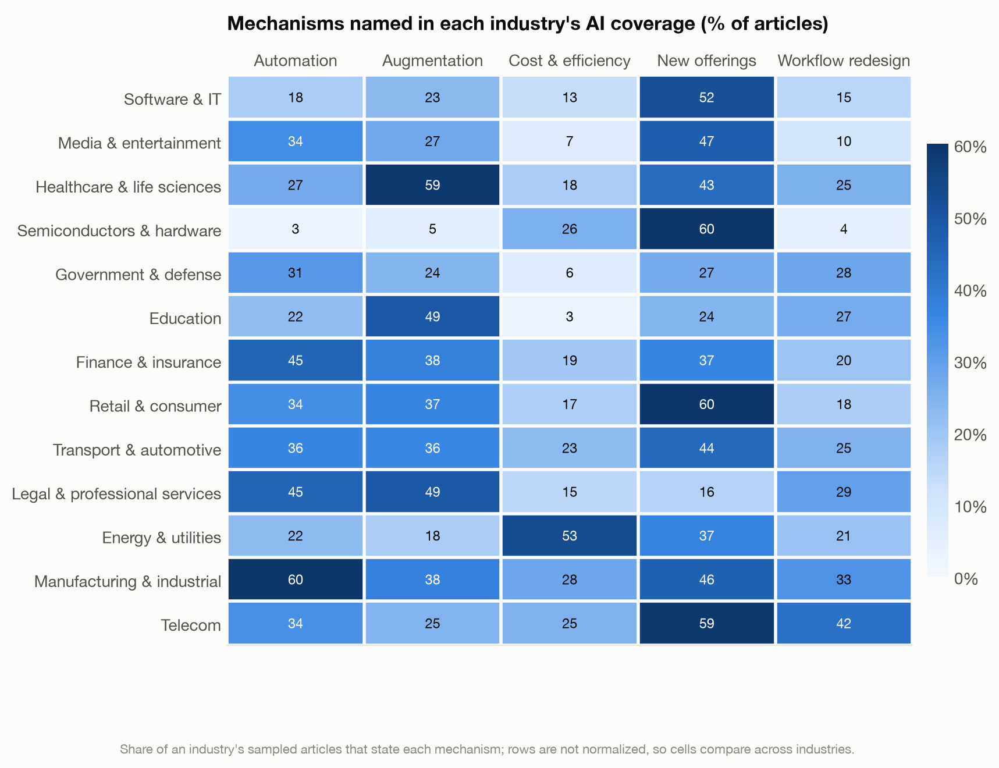 Mechanisms named in each industry's AI coverage (% of articles)
Automation Augmentation Cost & efficiency New offerings Workflow redesign
Software & IT 18 23 13 52 15
Media & entertainment 34 27 7 47 10
60%
Healthcare & life sciences 27 59 18 43 25
50%
Semiconductors & hardware 3 5 26 60 4
Government & defense 31 24 6 27 28
40%
Education 22 49 3 24 27
Finance & insurance 45 38 19 37 20
30%
Retail & consumer 34 37 17 60 18
20%
Transport & automotive 36 36 23 44 25
Legal & professional services 45 49 15 16 29
10%
Energy & utilities 22 18 53 37 21
Manufacturing & industrial 60 38 28 46 33
0%
Telecom 34 25 25 59 42
Share of an industry's sampled articles that state each mechanism; rows are not normalized, so cells compare across industries.